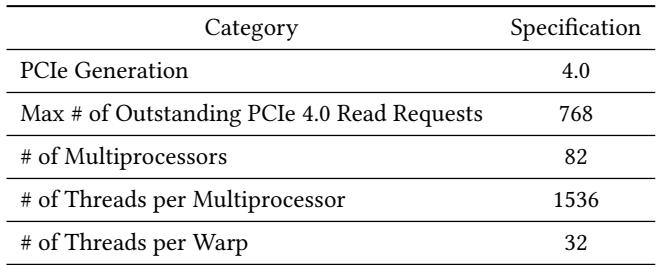 Category Specification
PCIe Generation 4.0
Max # of Outstanding PCIe 4.0 Read Requests 768
# of Multiprocessors 82
# of Threads per Multiprocessor 1536
# of Threads per Warp 32